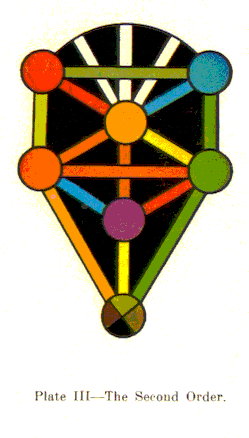 Plate III—The Second Order.